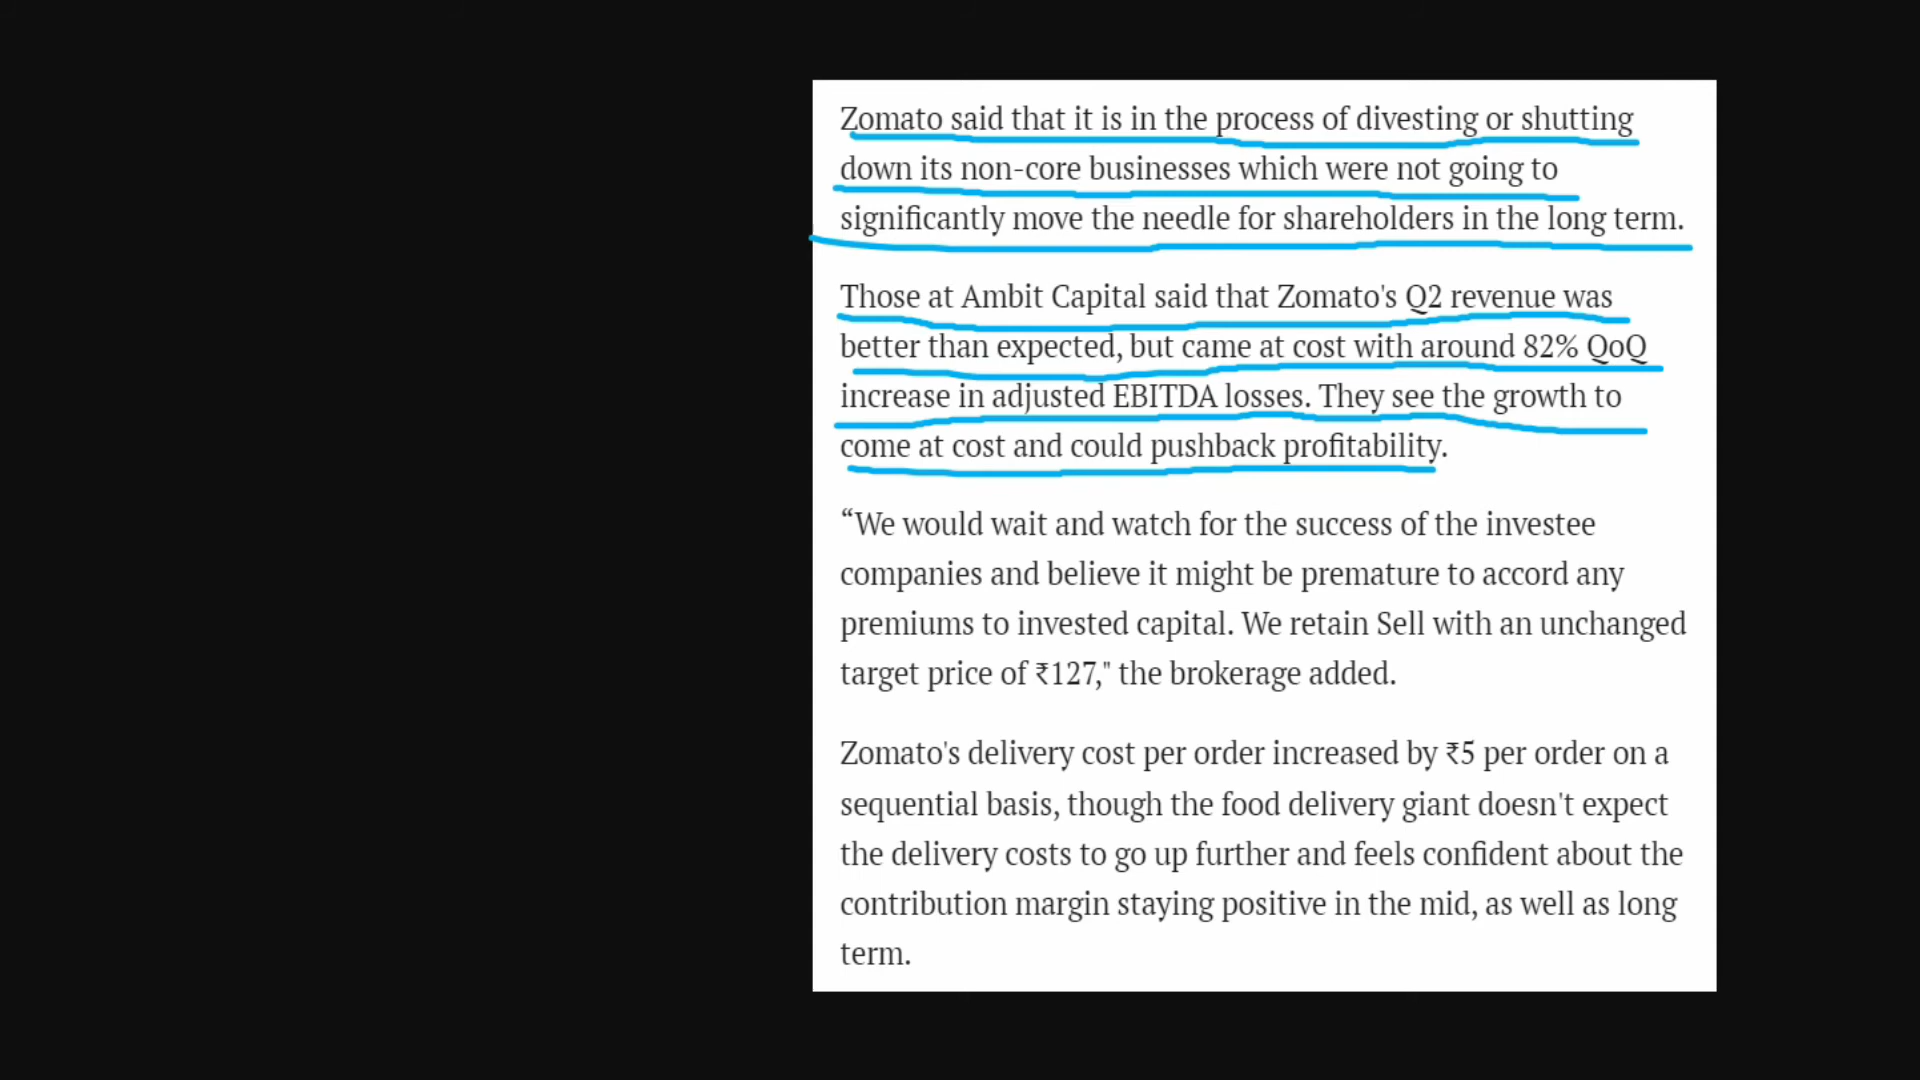 Zomato said that it is in the process of divesting or shutting
down its non-core businesses which were not going to
significantly move the needle for shareholders in the long term.
Those at Ambit Capital said that Zomato's Q2 revenue was
better than expected, but came at cost with around 82% QoQ
increase in adjusted EBITDA losses. They see the growth to
come at cost and could pushback profitability.
“We would wait and watch for the success of the investee
companies and believe it might be premature to accord any
premiums to invested capital. We retain Sell with an unchanged
target price of ₹127," the brokerage added.
Zomato's delivery cost per order increased by ₹5 per order on a
sequential basis, though the food delivery giant doesn't expect
the delivery costs to go up further and feels confident about the
contribution margin staying positive in the mid, as well as long
term.